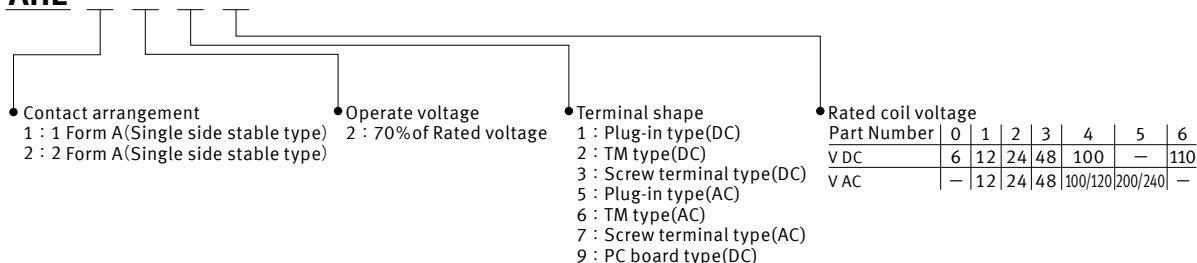 Contact arrangement
1：1 Form A(Single side stable type)
2：2 Form A(Single side stable type)
Operate voltage
2：70%of Rated voltage
Terminal shape
1：Plug-in type(DC)
2：TM type(DC)
3：Screw terminal type(DC)
5：Plug-in type(AC)
6：TM type(AC)
7：Screw terminal type(AC)
9：PC board type(DC)
Rated coil voltage
Part Number 0 1 2 3 4 5 6
V DC 6 12 24 48 100 － 110
V AC － 12 24 48 100/120 200/240 －